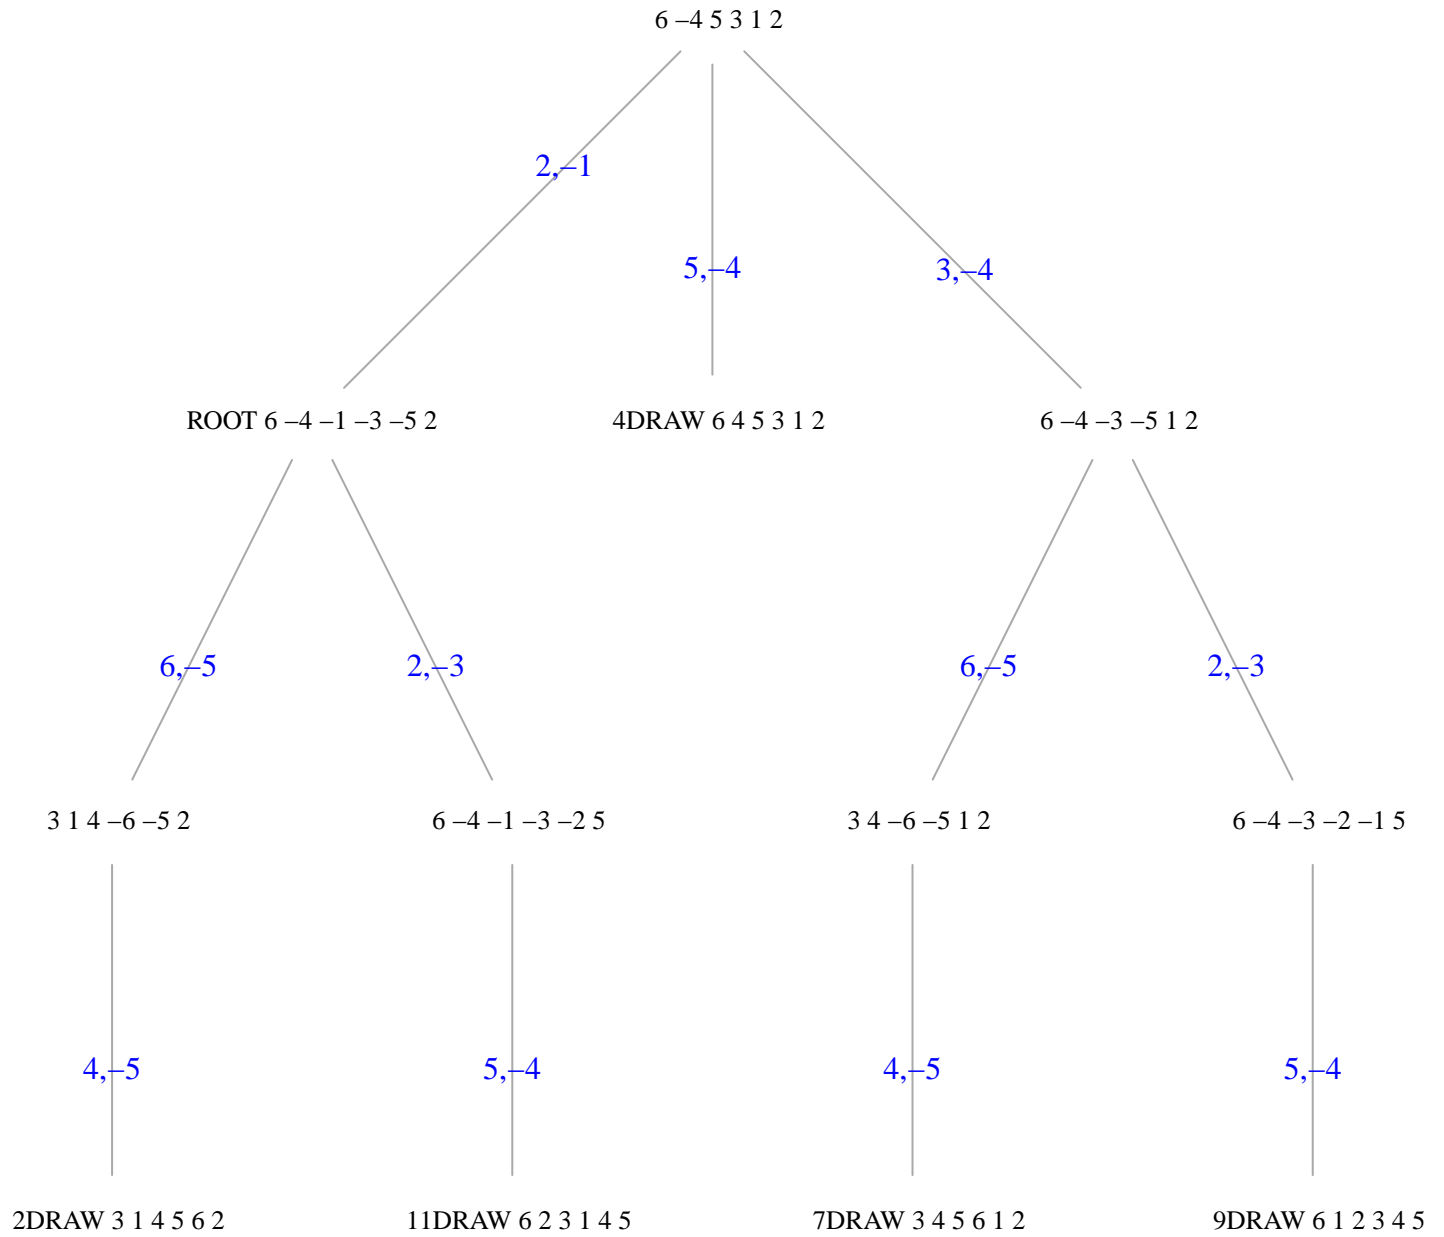 6 –4 5 3 1 2
2,–1
5,–4
3,–4
ROOT 6 –4 –1 –3 –5 2
4DRAW 6 4 5 3 1 2
6 –4 –3 –5 1 2
6,–5
2,–3
6,–5
2,–3
3 1 4 –6 –5 2
6 –4 –1 –3 –2 5
3 4 –6 –5 1 2
6 –4 –3 –2 –1 5
4,–5
5,–4
4,–5
5,–4
2DRAW 3 1 4 5 6 2
11DRAW 6 2 3 1 4 5
7DRAW 3 4 5 6 1 2
9DRAW 6 1 2 3 4 5